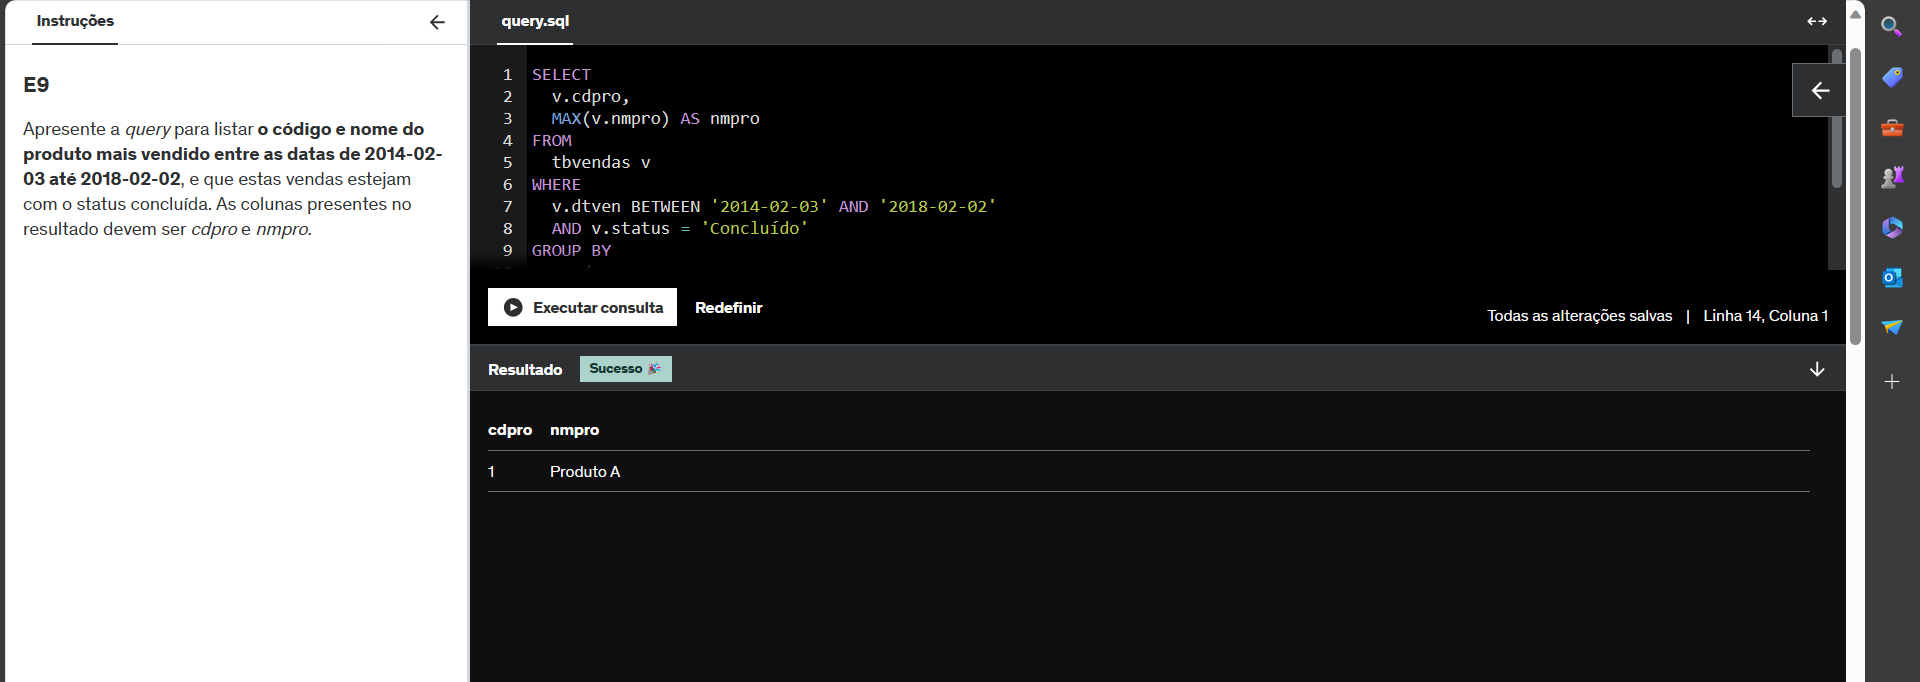 Instruções
E9
Apresente a query para listar o código e nome do
produto mais vendido entre as datas de 2014-02-
03 até 2018-02-02, e que estas vendas estejam
com o status concluída. As colunas presentes no
resultado devem ser cdpro e nmpro.
query.sql
1 SELECT
2 v.cdpro,
3 MAX(v.nmpro) AS nmpro
4 FROM
5 tbvendas v
6 WHERE
7 v.dtven BETWEEN '2014-02-03' AND '2018-02-02'
8 AND v.status = 'Concluído'
9 GROUP BY
Executar consulta Redefinir
Todas as alterações salvas | Linha 14, Coluna 1
Resultado Sucesso 🎉
cdpro nmpro
1 Produto A